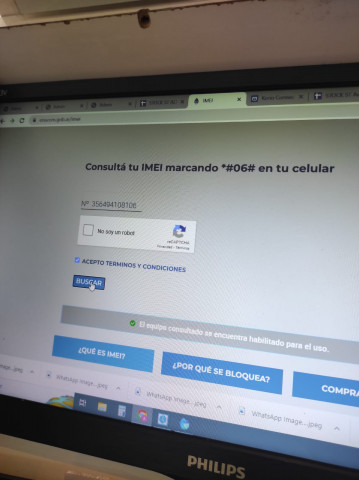 IMEI
Consultá tu IMEI marcando *#06# en tu celular
N° 356494108106
No soy un robot
reCAPTCHA
Privacidad - Términos
ACEPTO TERMINOS Y CONDICIONES
BUSCAR
El equipo consultado se encuentra habilitado para el uso.
¿QUÉ ES IMEI?
¿POR QUÉ SE BLOQUEA?
COMPRA
....jpeg
WhatsApp Image....jpeg
WhatsApp Image....jpeg
WhatsApp Image....jpeg
PHILIPS